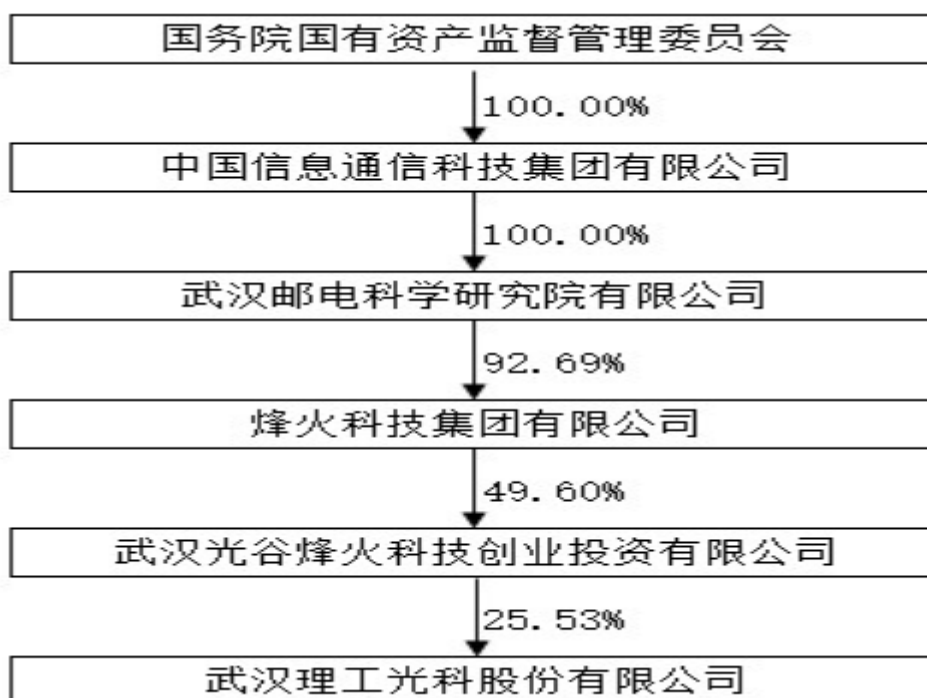 国务院国有资产监督管理委员会
100.00%
中国信息通信科技集团有限公司
100.00%
武汉邮电科学研究院有限公司
92.69%
烽火科技集团有限公司
49.60%
武汉光谷烽火科技创业投资有限公司
25.53%
武汉理工光科股份有限公司